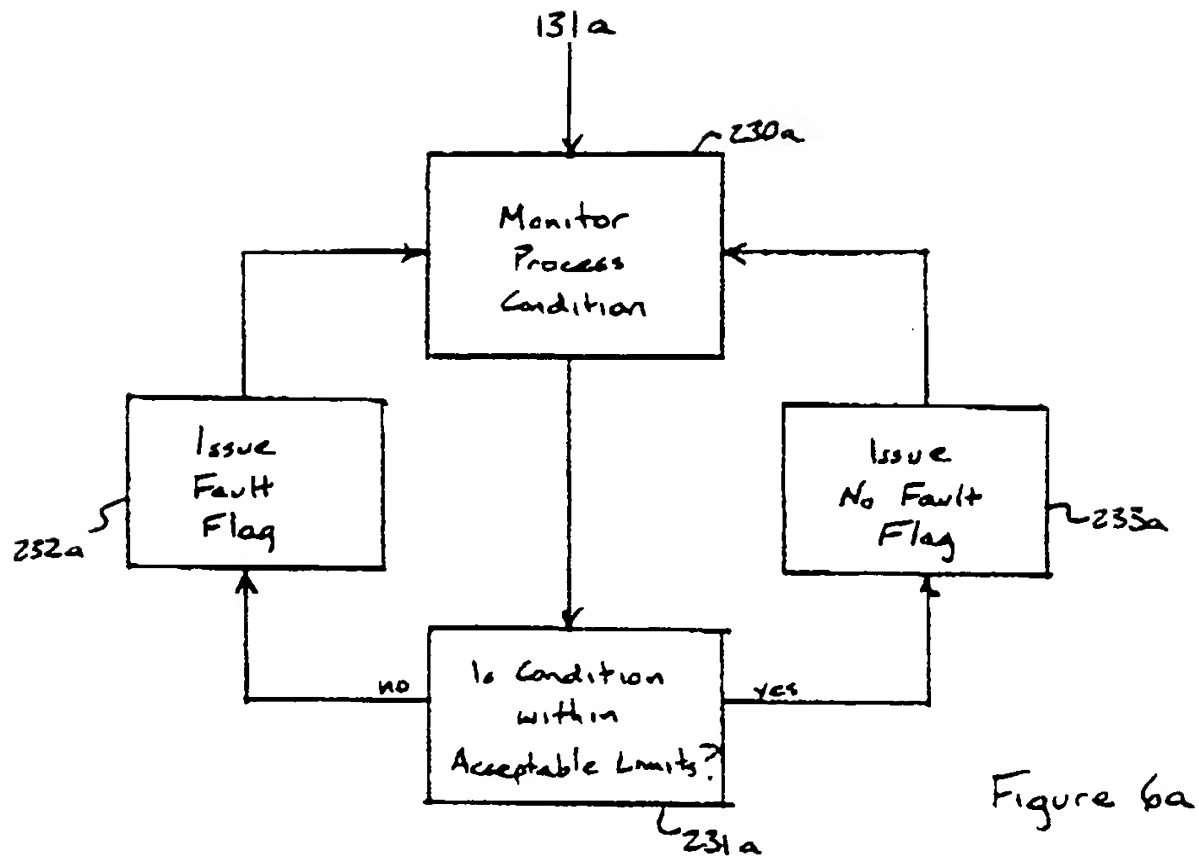 131a
230a
Monitor
Process
Condition
Issue
Fault
Flag
232a
Issue
No Fault
Flag
233a
no
Is Condition
within
Acceptable Limits?
yes
231a
Figure 6a